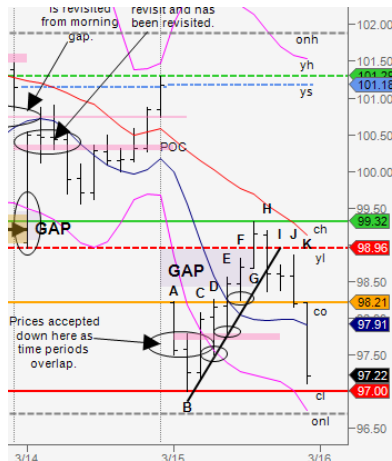 is revisited
from morning
gap.
revisit and has
been revisited.
102.00
onh
yh
101.29
ys
101.18
101.00
100.50
POC
100.00
99.50
H
99.32
ch
GAP
F
I
J
K
98.96
yl
E
GAP
G
D
98.50
A
C
98.21
co
Prices accepted
down here as
time periods
overlap.
97.91
97.50
97.22
97.00
cl
B
onl
96.50
3/14
3/15
3/16